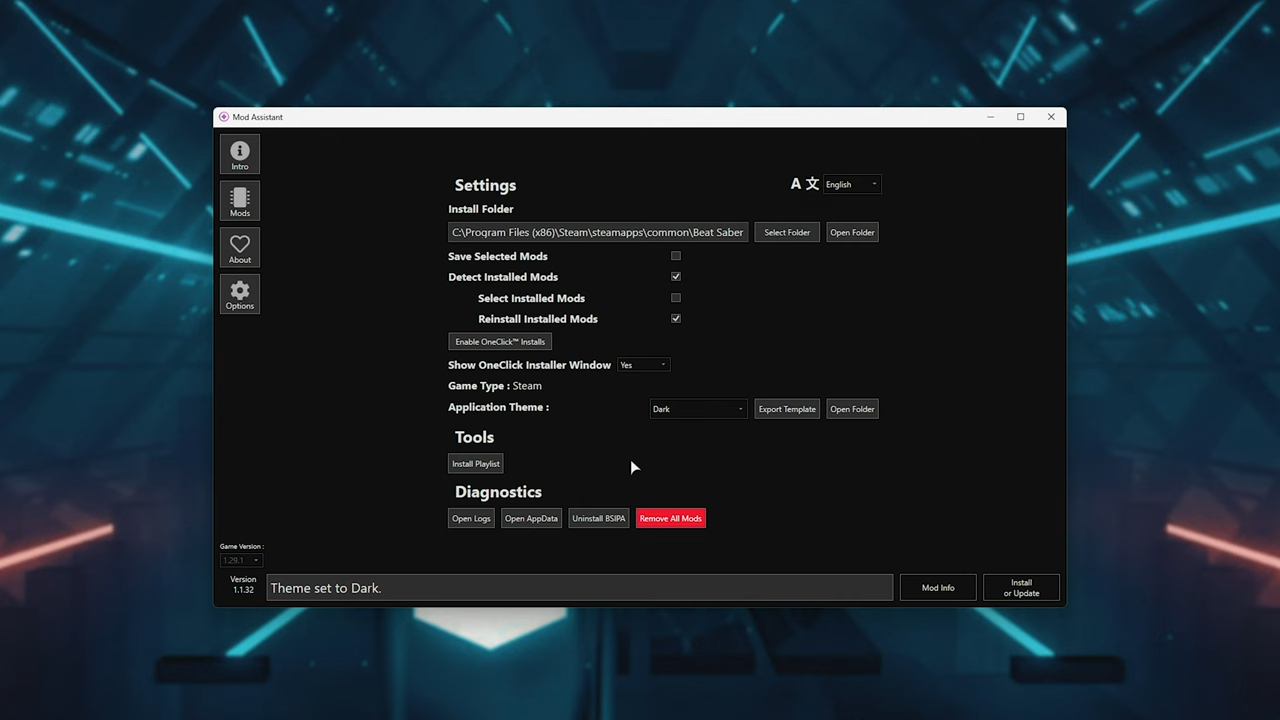 Mod Assistant
Intro
Mods
About
Options
Settings
A 文 English
Install Folder
C:\Program Files (x86)\Steam\steamapps\common\Beat Saber Select Folder Open Folder
Save Selected Mods
Detect Installed Mods
Select Installed Mods
Reinstall Installed Mods
Enable OneClick™ Installs
Show OneClick Installer Window Yes
Game Type : Steam
Application Theme : Dark Export Template Open Folder
Tools
Install Playlist
Diagnostics
Open Logs Open AppData Uninstall BSIPA Remove All Mods
Game Version :
1.29.1
Version
1.1.32
Theme set to Dark.
Mod Info
Install
or Update